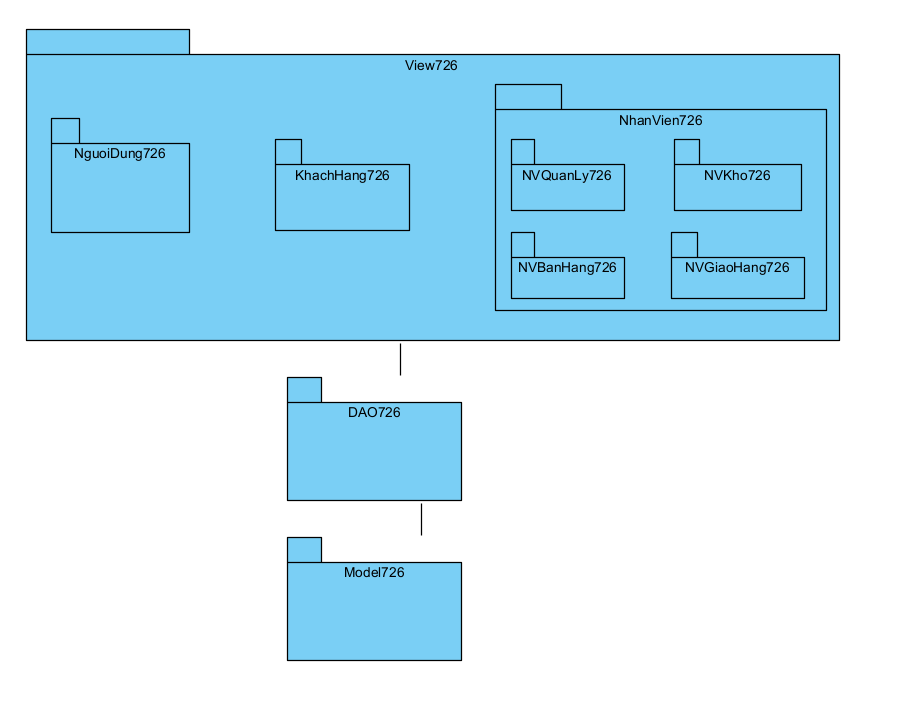 View726
NguoiDung726
KhachHang726
NhanVien726
NVQuanLy726
NVKho726
NVBanHang726
NVGiaoHang726
DAO726
Model726